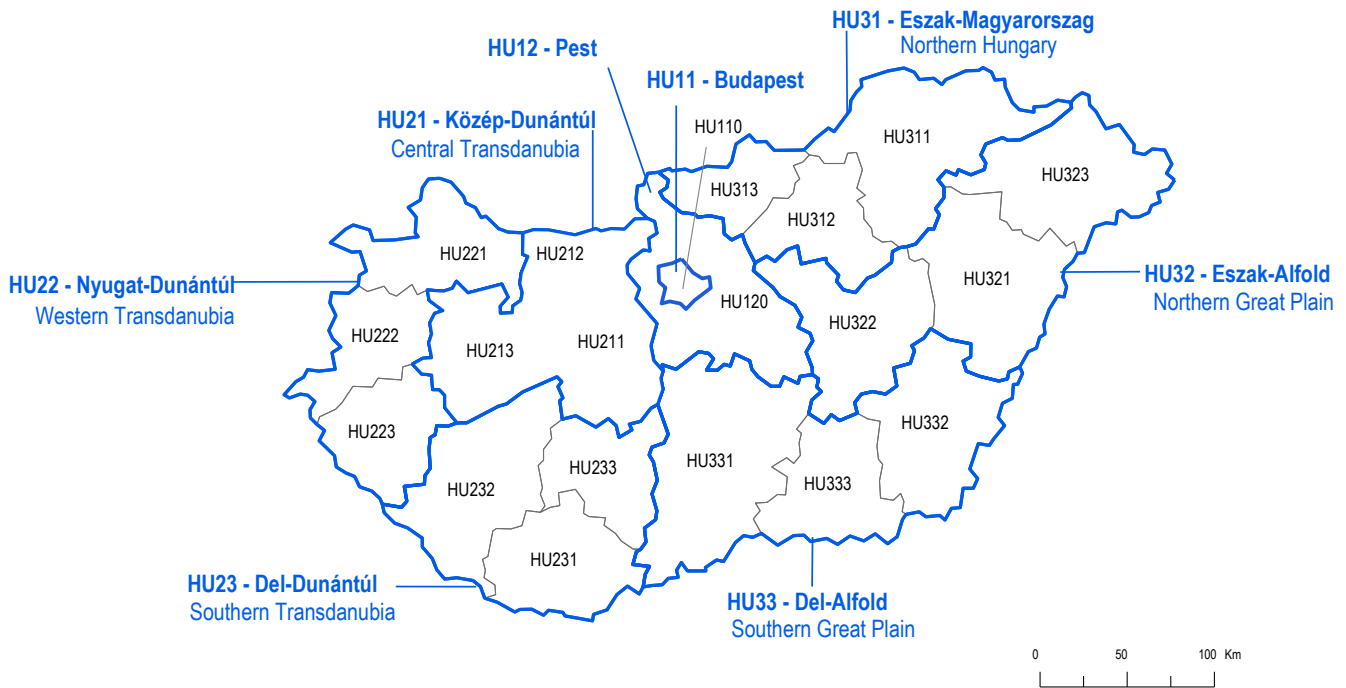 HU31 - Eszak-Magyarország
Northern Hungary
HU12 - Pest
HU11 - Budapest
HU21 - Közép-Dunántúl
Central Transdanubia
HU110
HU311
HU323
HU313
HU312
HU221
HU212
HU321
HU22 - Nyugat-Dunántúl
Western Transdanubia
HU32 - Eszak-Alfold
Northern Great Plain
HU120
HU322
HU222
HU213
HU211
HU332
HU223
HU331
HU233
HU333
HU232
HU231
HU23 - Del-Dunántúl
Southern Transdanubia
HU33 - Del-Alfold
Southern Great Plain
0 50 100 Km